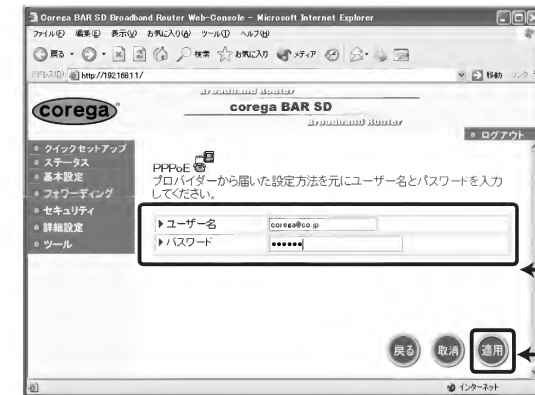 Corega BAR SD Broadband Router Web-Console - Microsoft Internet Explorer
ファイル(F) 編集(E) 表示(V) お気に入り(A) ツール(T) ヘルプ(H)
戻る 検索 お気に入り メディア
アドレス(D) http://192.168.1.1/ 移動 リンク
corega
Broadband Router
corega BAR SD
Broadband Router
ログアウト
クイックセットアップ
ステータス
基本設定
フォワーディング
セキュリティ
詳細設定
ツール
PPPoE
プロバイダーから届いた設定方法を元にユーザー名とパスワードを入力
してください。
ユーザー名 corega@co.jp
パスワード ●●●●●●
戻る 取消 適用
インターネット